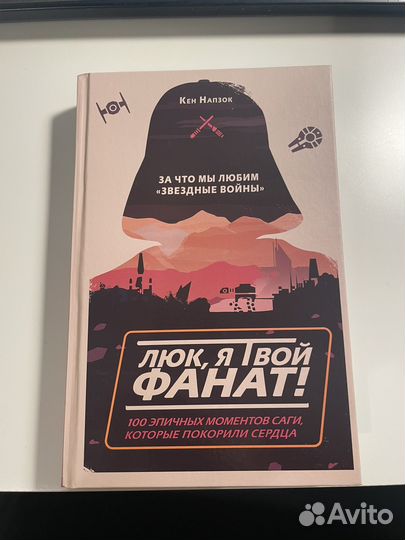 Кен Напзок
ЗА ЧТО МЫ ЛЮБИМ
«ЗВЕЗДНЫЕ ВОЙНЫ»
ЛЮК, Я ТВОЙ
ФАНАТ!
100 ЭПИЧНЫХ МОМЕНТОВ САГИ,
КОТОРЫЕ ПОКОРИЛИ СЕРДЦА
Avito